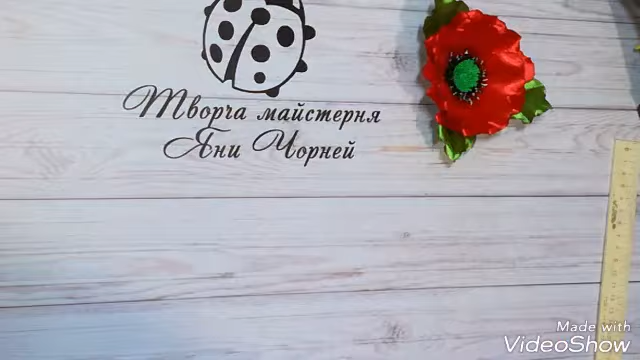 Творча майстерня
Яни Чорней
Made with
VideoShow